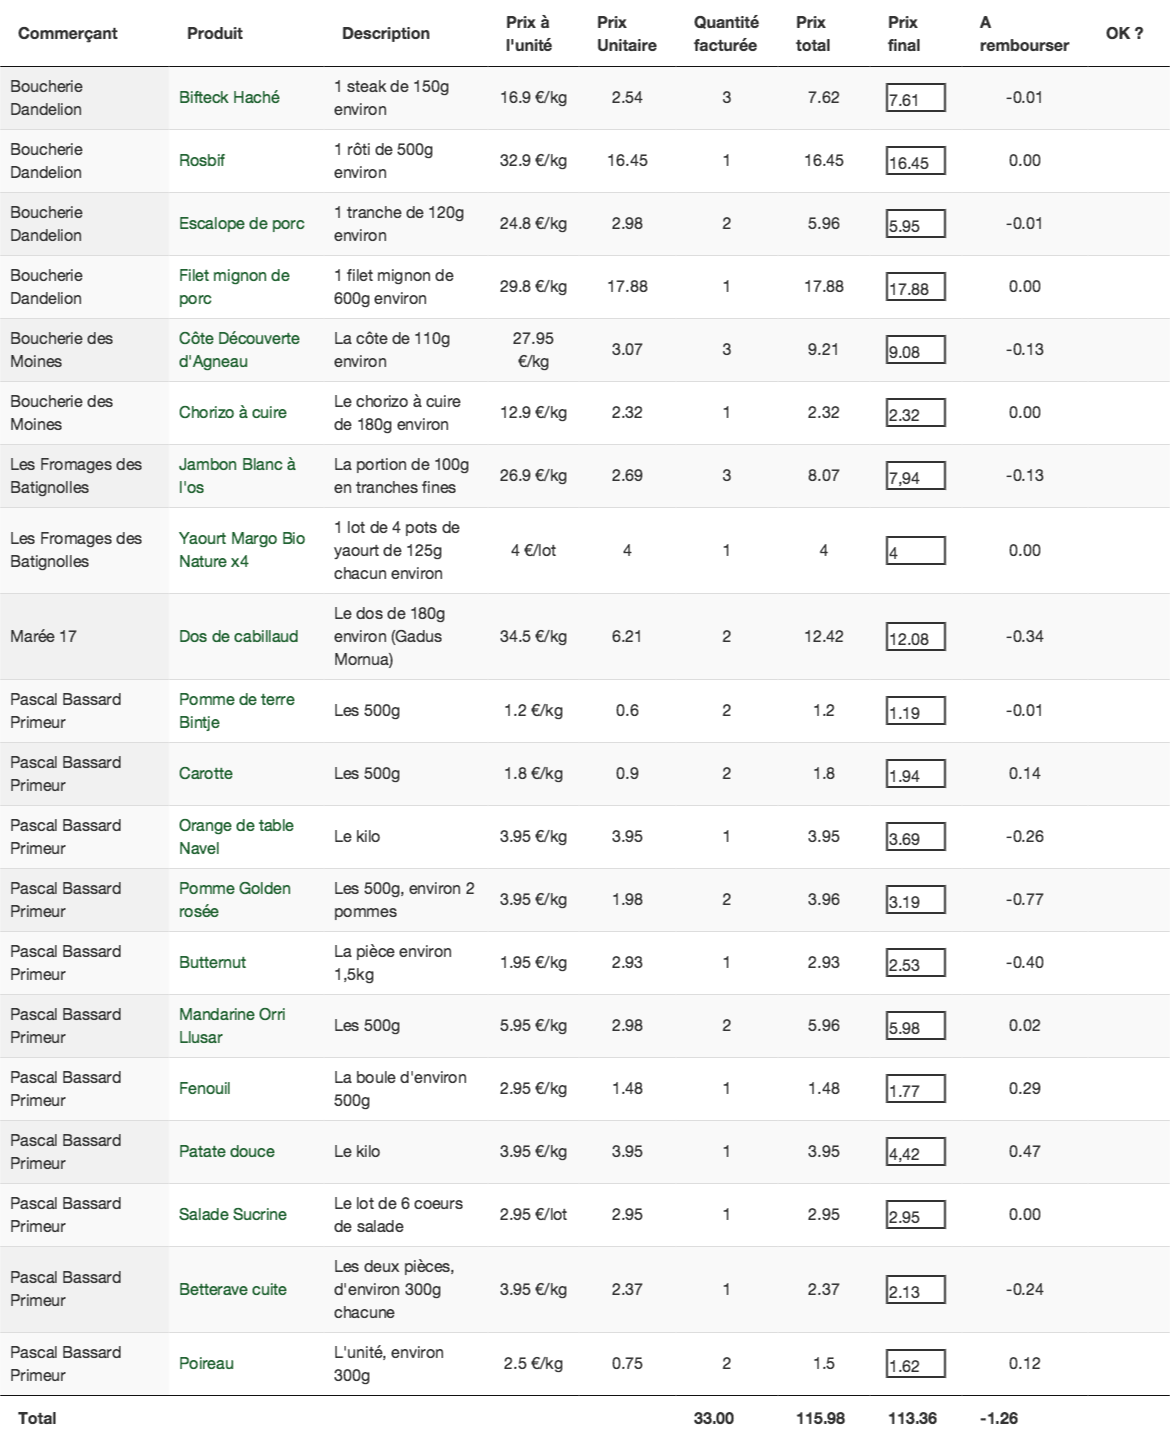 Commerçant Produit Description Prix à l'unité Prix Unitaire Quantité facturée Prix total Prix final A rembourser OK ?
Boucherie Dandelion Bifteck Haché 1 steak de 150g environ 16.9 €/kg 2.54 3 7.62 7.61 -0.01
Boucherie Dandelion Rosbif 1 rôti de 500g environ 32.9 €/kg 16.45 1 16.45 16.45 0.00
Boucherie Dandelion Escalope de porc 1 tranche de 120g environ 24.8 €/kg 2.98 2 5.96 5.95 -0.01
Boucherie Dandelion Filet mignon de porc 1 filet mignon de 600g environ 29.8 €/kg 17.88 1 17.88 17.88 0.00
Boucherie des Moines Côte Découverte d'Agneau La côte de 110g environ 27.95 €/kg 3.07 3 9.21 9.08 -0.13
Boucherie des Moines Chorizo à cuire Le chorizo à cuire de 180g environ 12.9 €/kg 2.32 1 2.32 2.32 0.00
Les Fromages des Batignolles Jambon Blanc à l'os La portion de 100g en tranches fines 26.9 €/kg 2.69 3 8.07 7,94 -0.13
Les Fromages des Batignolles Yaourt Margo Bio Nature x4 1 lot de 4 pots de yaourt de 125g chacun environ 4 €/lot 4 1 4 4 0.00
Marée 17 Dos de cabillaud Le dos de 180g environ (Gadus Mornua) 34.5 €/kg 6.21 2 12.42 12.08 -0.34
Pascal Bassard Primeur Pomme de terre Bintje Les 500g 1.2 €/kg 0.6 2 1.2 1.19 -0.01
Pascal Bassard Primeur Carotte Les 500g 1.8 €/kg 0.9 2 1.8 1.94 0.14
Pascal Bassard Primeur Orange de table Navel Le kilo 3.95 €/kg 3.95 1 3.95 3.69 -0.26
Pascal Bassard Primeur Pomme Golden rosée Les 500g, environ 2 pommes 3.95 €/kg 1.98 2 3.96 3.19 -0.77
Pascal Bassard Primeur Butternut La pièce environ 1,5kg 1.95 €/kg 2.93 1 2.93 2.53 -0.40
Pascal Bassard Primeur Mandarine Orri Llusar Les 500g 5.95 €/kg 2.98 2 5.96 5.98 0.02
Pascal Bassard Primeur Fenouil La boule d'environ 500g 2.95 €/kg 1.48 1 1.48 1.77 0.29
Pascal Bassard Primeur Patate douce Le kilo 3.95 €/kg 3.95 1 3.95 4,42 0.47
Pascal Bassard Primeur Salade Sucrine Le lot de 6 coeurs de salade 2.95 €/lot 2.95 1 2.95 2.95 0.00
Pascal Bassard Primeur Betterave cuite Les deux pièces, d'environ 300g chacune 3.95 €/kg 2.37 1 2.37 2.13 -0.24
Pascal Bassard Primeur Poireau L'unité, environ 300g 2.5 €/kg 0.75 2 1.5 1.62 0.12
Total 33.00 115.98 113.36 -1.26